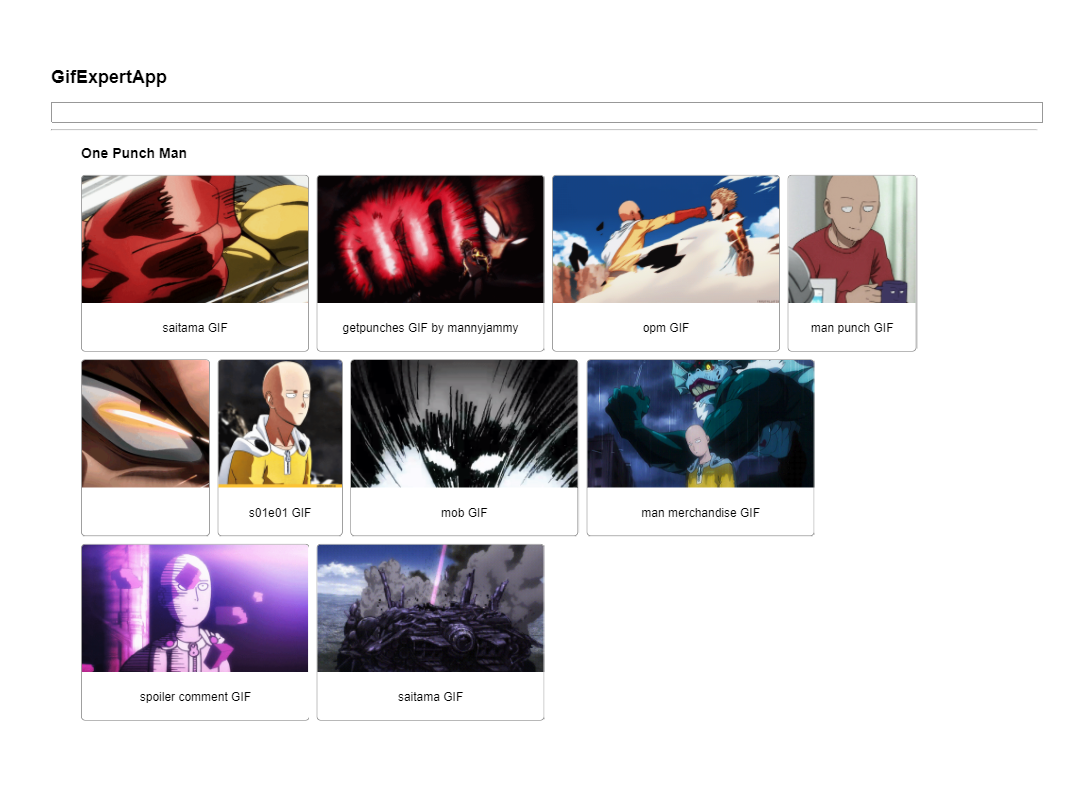 GifExpertApp
One Punch Man
saitama GIF
getpunches GIF by mannyjammy
opm GIF
man punch GIF
s01e01 GIF
mob GIF
man merchandise GIF
spoiler comment GIF
saitama GIF